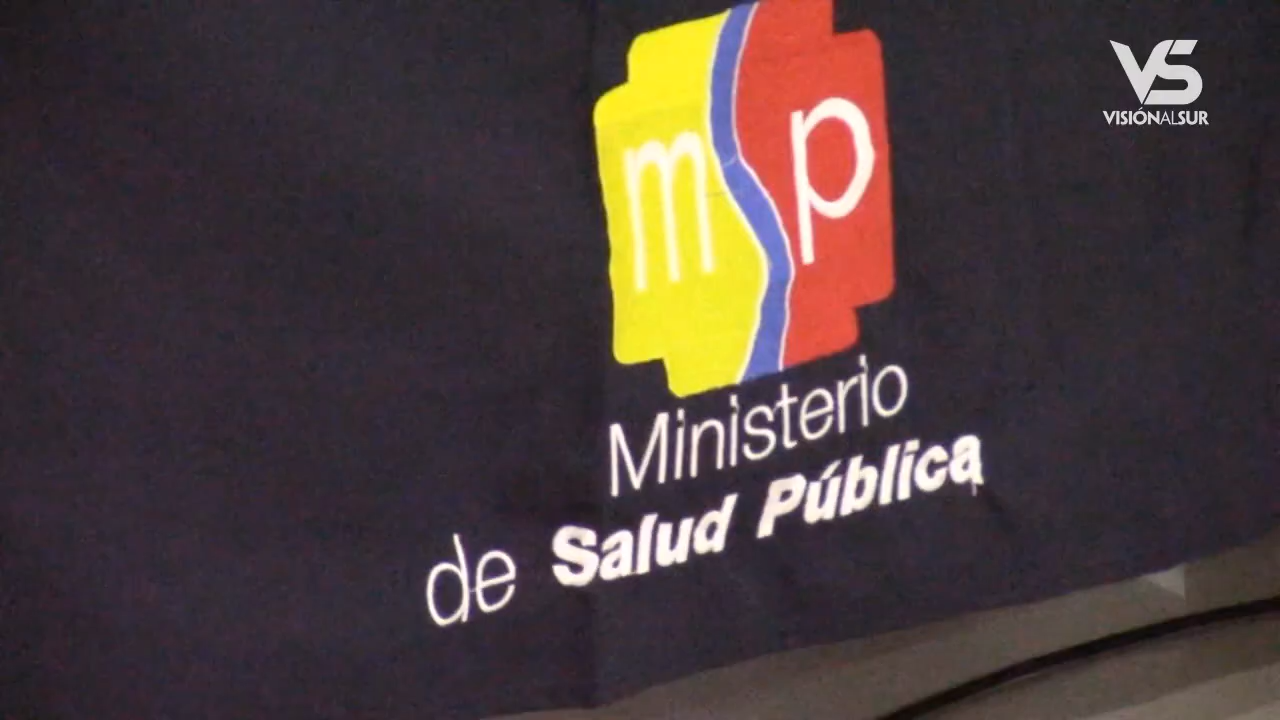 VS
VISIÓNALSUR
msp
Ministerio
de Salud Pública